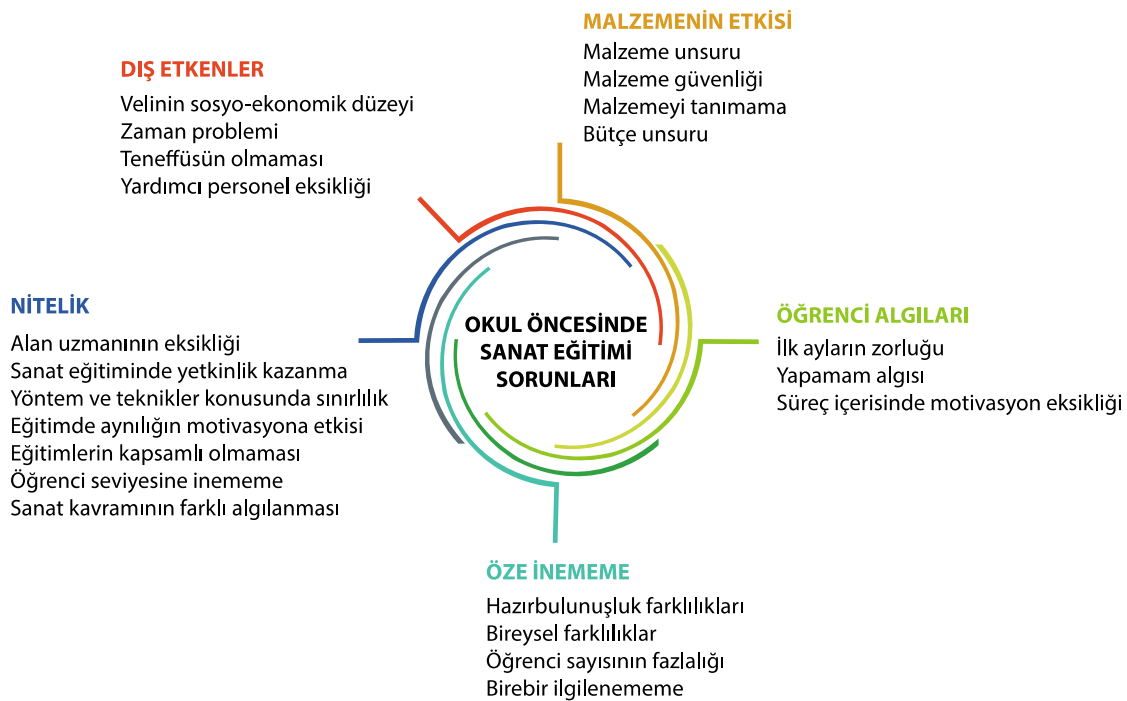 MALZEMENİN ETKİSİ
Malzeme unsuru
Malzeme güvenliği
Malzemeyi tanımama
Bütçe unsuru
DIŞ ETKENLER
Velinin sosyo-ekonomik düzeyi
Zaman problemi
Teneffüsün olmaması
Yardımcı personel eksikliği
NİTELİK
Alan uzmanının eksikliği
Sanat eğitiminde yetkinlik kazanma
Yöntem ve teknikler konusunda sınırlılık
Eğitimde aynılığın motivasyona etkisi
Eğitimlerin kapsamlı olmaması
Öğrenci seviyesine inememe
Sanat kavramının farklı algılanması
OKUL ÖNCESİNDE
SANAT EĞİTİMİ
SORUNLARI
ÖĞRENCİ ALGILARI
İlk ayların zorluğu
Yapamam algısı
Süreç içerisinde motivasyon eksikliği
ÖZE İNEMEME
Hazırbulunuşluk farklılıkları
Bireysel farklılıklar
Öğrenci sayısının fazlalığı
Birebir ilgilenememe